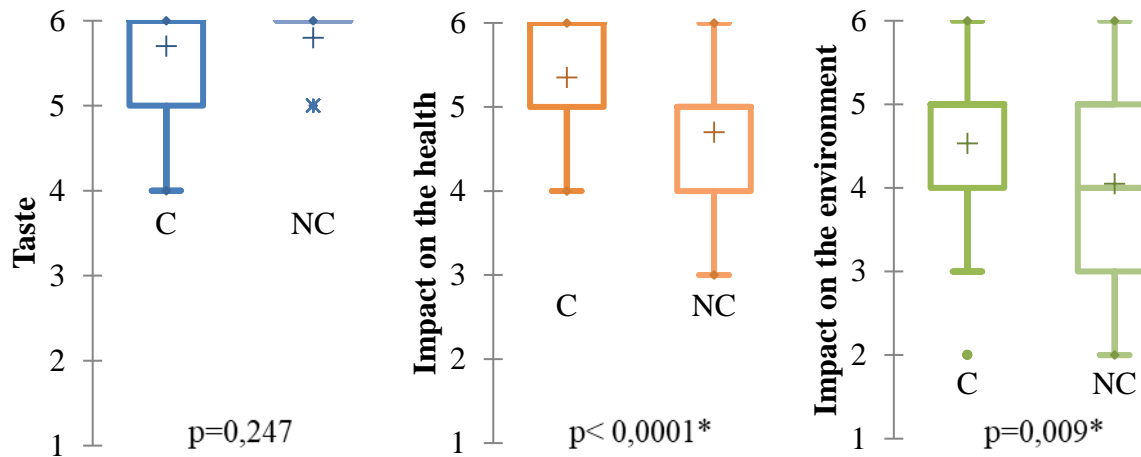 Taste
6
5
4
3
2
1
C
NC
p=0,247
Impact on the health
6
5
4
3
2
1
C
NC
p< 0,0001*
Impact on the environment
6
5
4
3
2
1
C
NC
p=0,009*